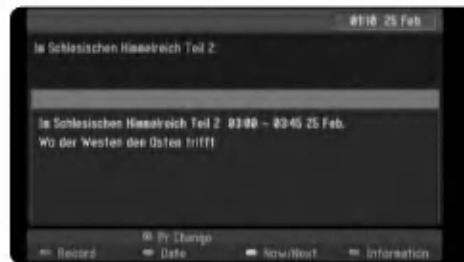 01:10 25 Feb
Im Schlesischen Himmelreich Teil 2
Im Schlesischen Himmelreich Teil 2 03:00 ~ 03:45 25 Feb.
Wo der Westen den Osten trifft
Pr Change
Record Date Now/Next Information